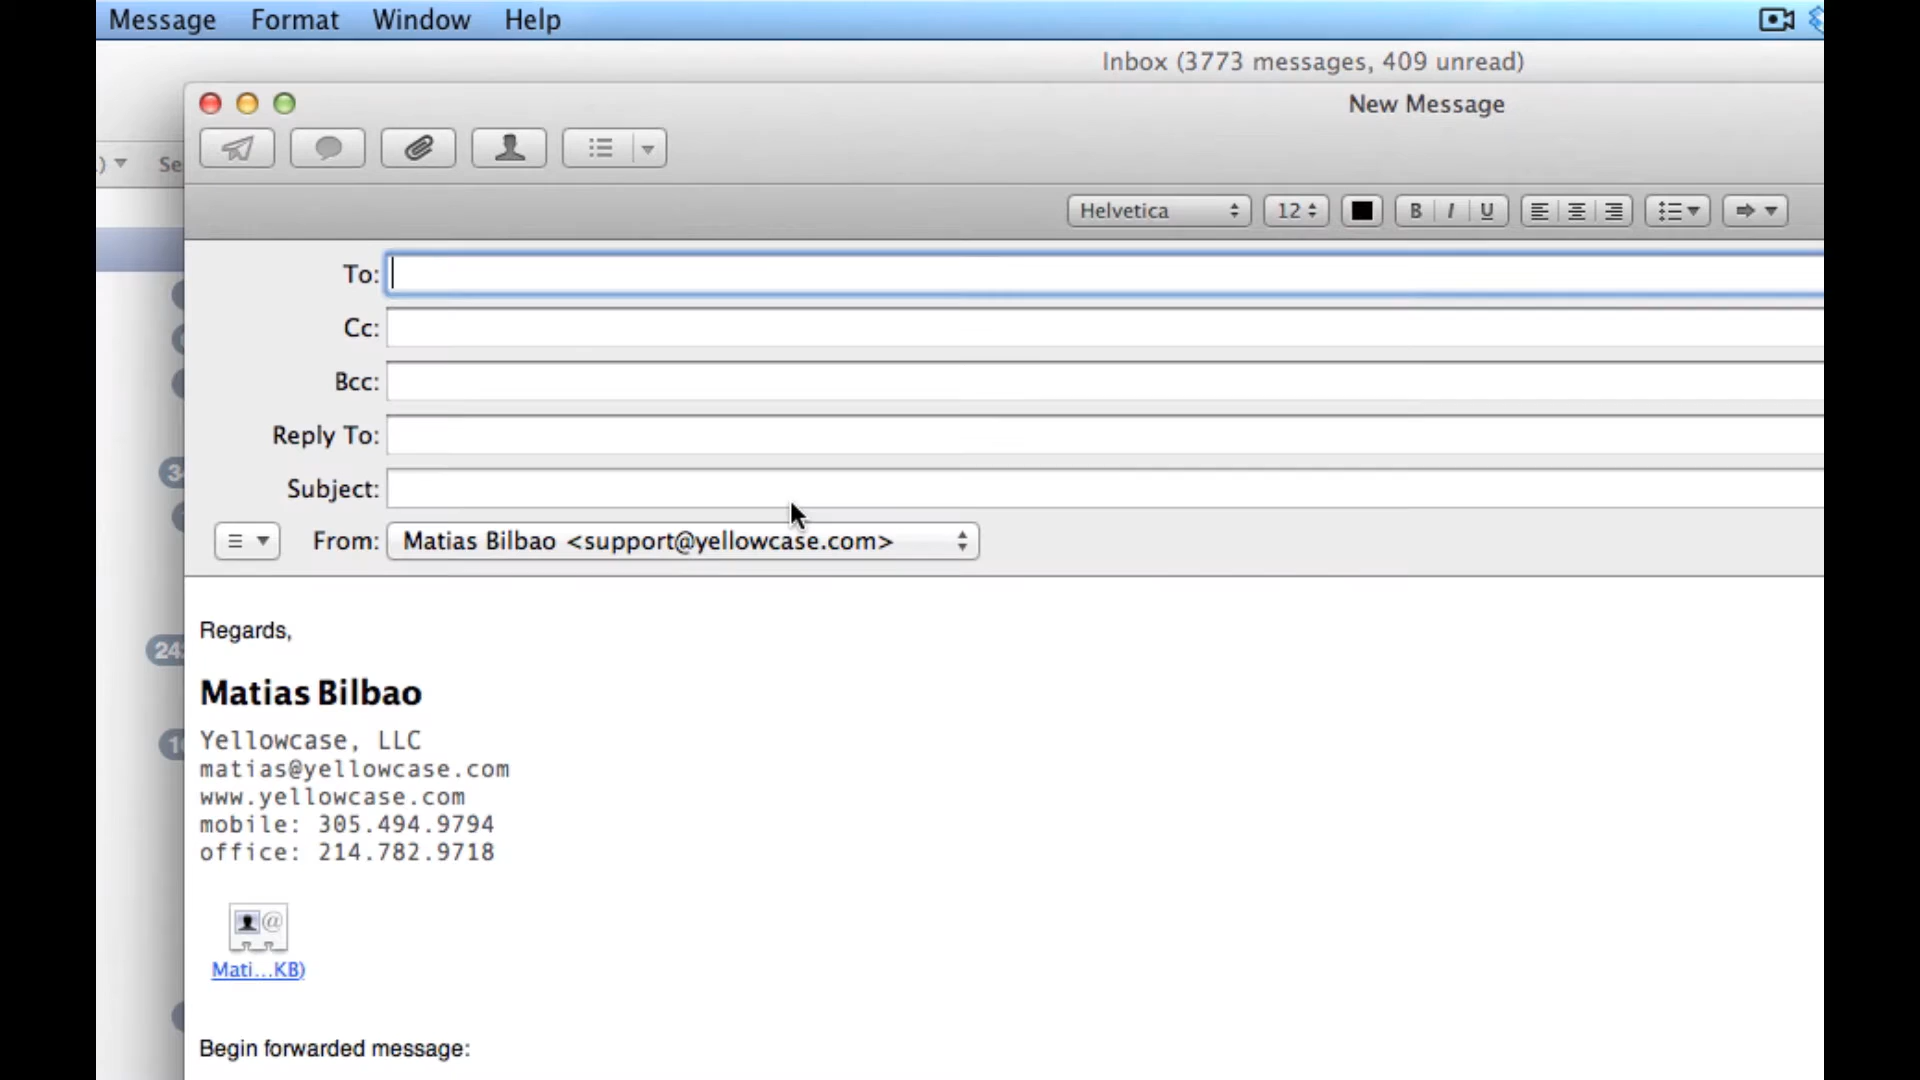 Message Format Window Help
Inbox (3773 messages, 409 unread)
New Message
Helvetica 12 B I U
To:
Cc:
Bcc:
Reply To:
Subject:
From: Matias Bilbao <support@yellowcase.com>
Regards,
Matias Bilbao
Yellowcase, LLC
matias@yellowcase.com
www.yellowcase.com
mobile: 305.494.9794
office: 214.782.9718
Mati...KB)
Begin forwarded message: